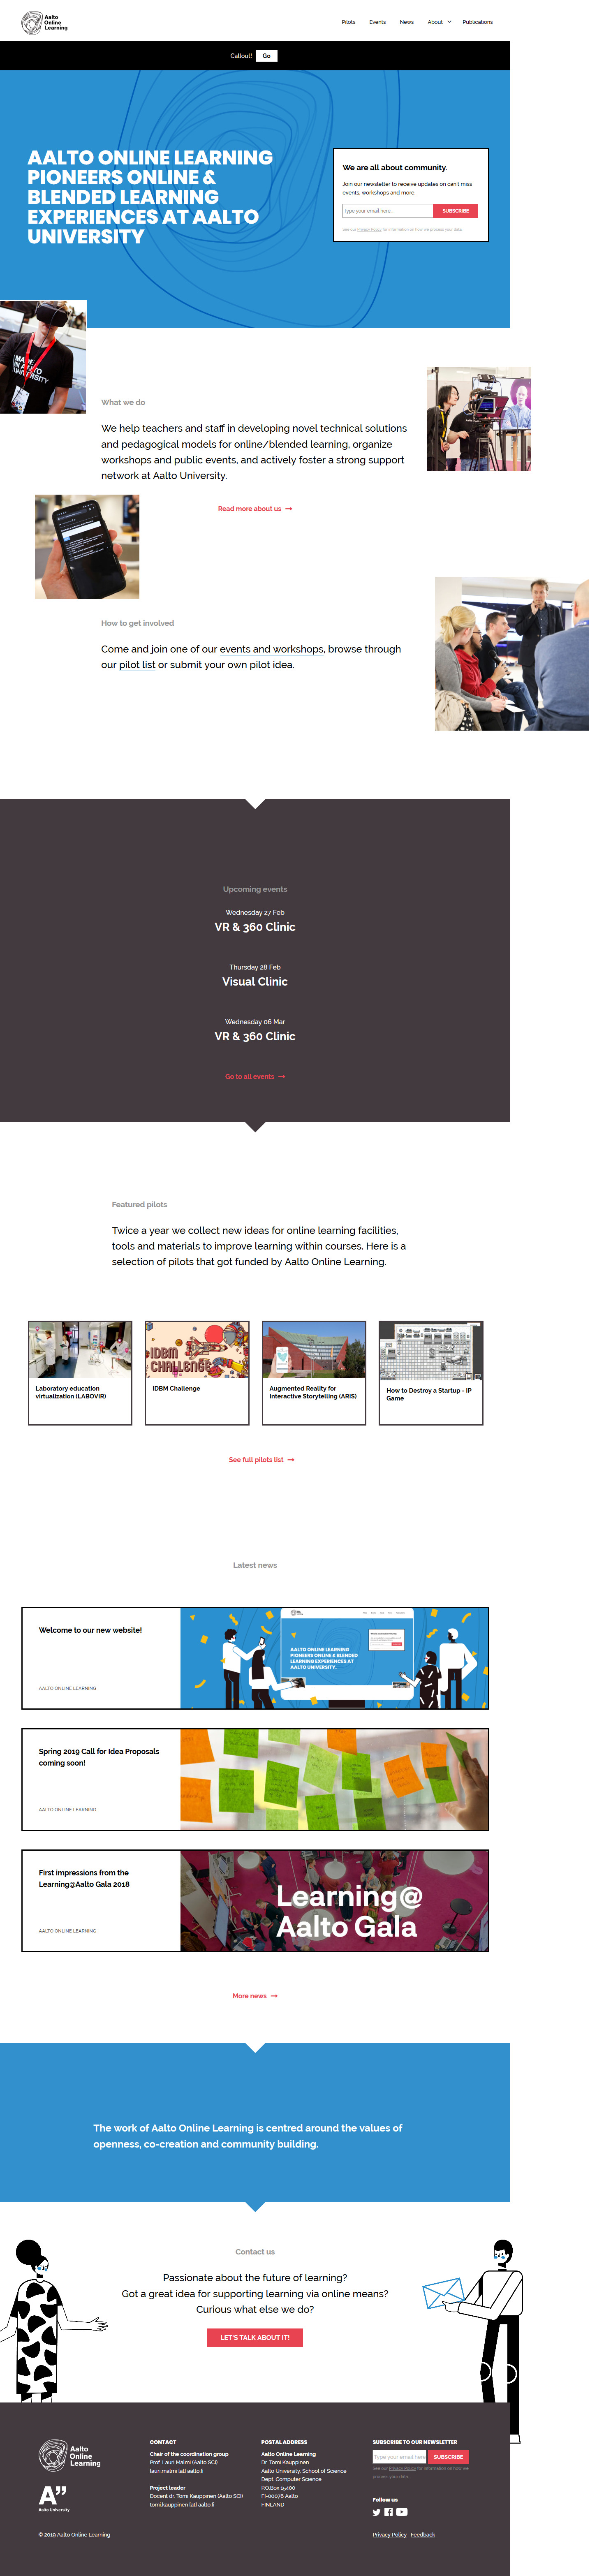 Aalto
Online
Learning
Pilots
Events
News
About
Publications
Callout!
Go
AALTO ONLINE LEARNING
PIONEERS ONLINE &
BLENDED LEARNING
EXPERIENCES AT AALTO
UNIVERSITY
We are all about community.
Join our newsletter to receive updates on can't miss
events, workshops and more.
Type your email here...
SUBSCRIBE
See our Privacy Policy for information on how we process your data.
MADE
IN AALTO
UNIVERSITY
What we do
We help teachers and staff in developing novel technical solutions
and pedagogical models for online/blended learning, organize
workshops and public events, and actively foster a strong support
network at Aalto University.
Read more about us →
How to get involved
Come and join one of our events and workshops, browse through
our pilot list or submit your own pilot idea.
Upcoming events
Wednesday 27 Feb
VR & 360 Clinic
Thursday 28 Feb
Visual Clinic
Wednesday 06 Mar
VR & 360 Clinic
Go to all events →
Featured pilots
Twice a year we collect new ideas for online learning facilities,
tools and materials to improve learning within courses. Here is a
selection of pilots that got funded by Aalto Online Learning.
IDBM
CHALLENGE
Laboratory education
virtualization (LABOVIR)
IDBM Challenge
Augmented Reality for
Interactive Storytelling (ARIS)
How to Destroy a Startup - IP
Game
See full pilots list →
Latest news
Welcome to our new website!
AALTO ONLINE LEARNING
AALTO ONLINE LEARNING
PIONEERS ONLINE & BLENDED
LEARNING EXPERIENCES AT
AALTO UNIVERSITY.
Spring 2019 Call for Idea Proposals
coming soon!
AALTO ONLINE LEARNING
First impressions from the
Learning@Aalto Gala 2018
AALTO ONLINE LEARNING
Learning@
Aalto Gala
More news →
The work of Aalto Online Learning is centred around the values of
openness, co-creation and community building.
Contact us
Passionate about the future of learning?
Got a great idea for supporting learning via online means?
Curious what else we do?
LET'S TALK ABOUT IT!
Aalto
Online
Learning
A"
Aalto University
© 2019 Aalto Online Learning
CONTACT
Chair of the coordination group
Prof. Lauri Malmi (Aalto SCI)
lauri.malmi [at] aalto.fi
Project leader
Docent dr. Tomi Kauppinen (Aalto SCI)
tomi.kauppinen [at] aalto.fi
POSTAL ADDRESS
Aalto Online Learning
Dr. Tomi Kauppinen
Aalto University, School of Science
Dept. Computer Science
P.O.Box 15400
FI-00076 Aalto
FINLAND
SUBSCRIBE TO OUR NEWSLETTER
Type your email here
SUBSCRIBE
See our Privacy Policy for information on how we
process your data.
Follow us
Privacy Policy
Feedback